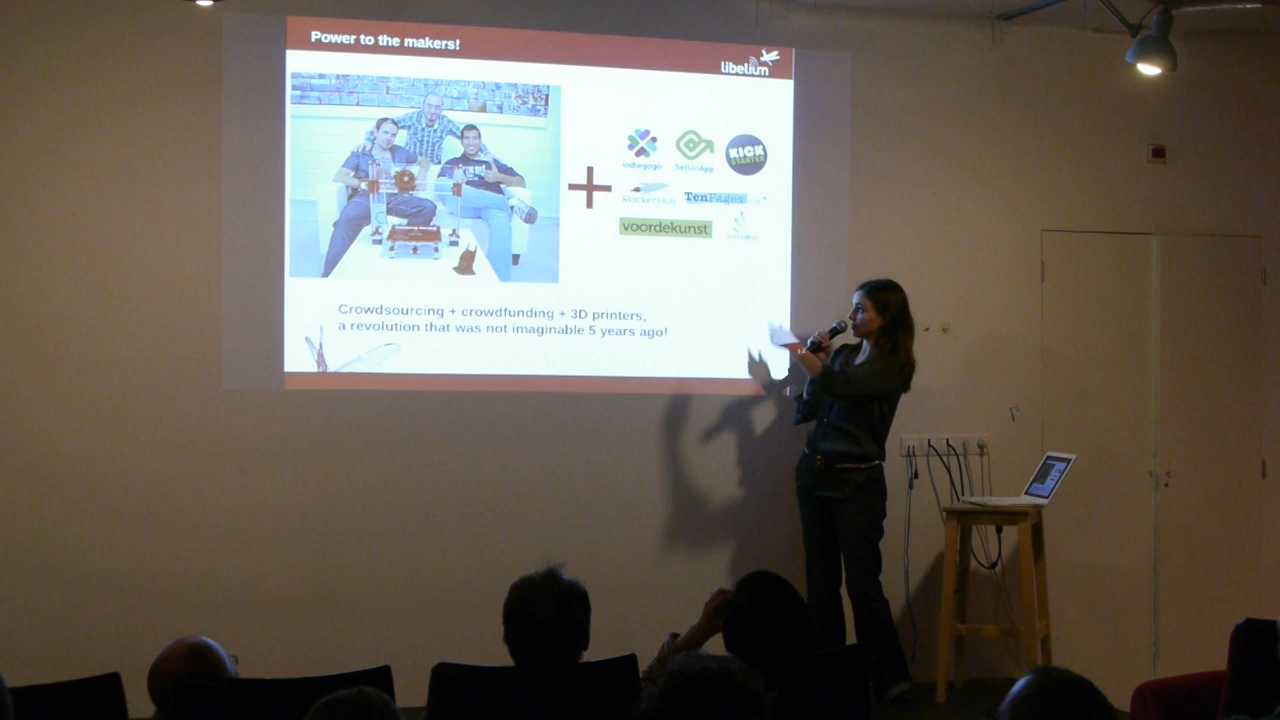 Power to the makers!
libelium
indiegogo
SellanApp
KICK
STARTER
RocketHub
TenPages
voordekunst
Crowdsourcing + crowdfunding + 3D printers,
a revolution that was not imaginable 5 years ago!